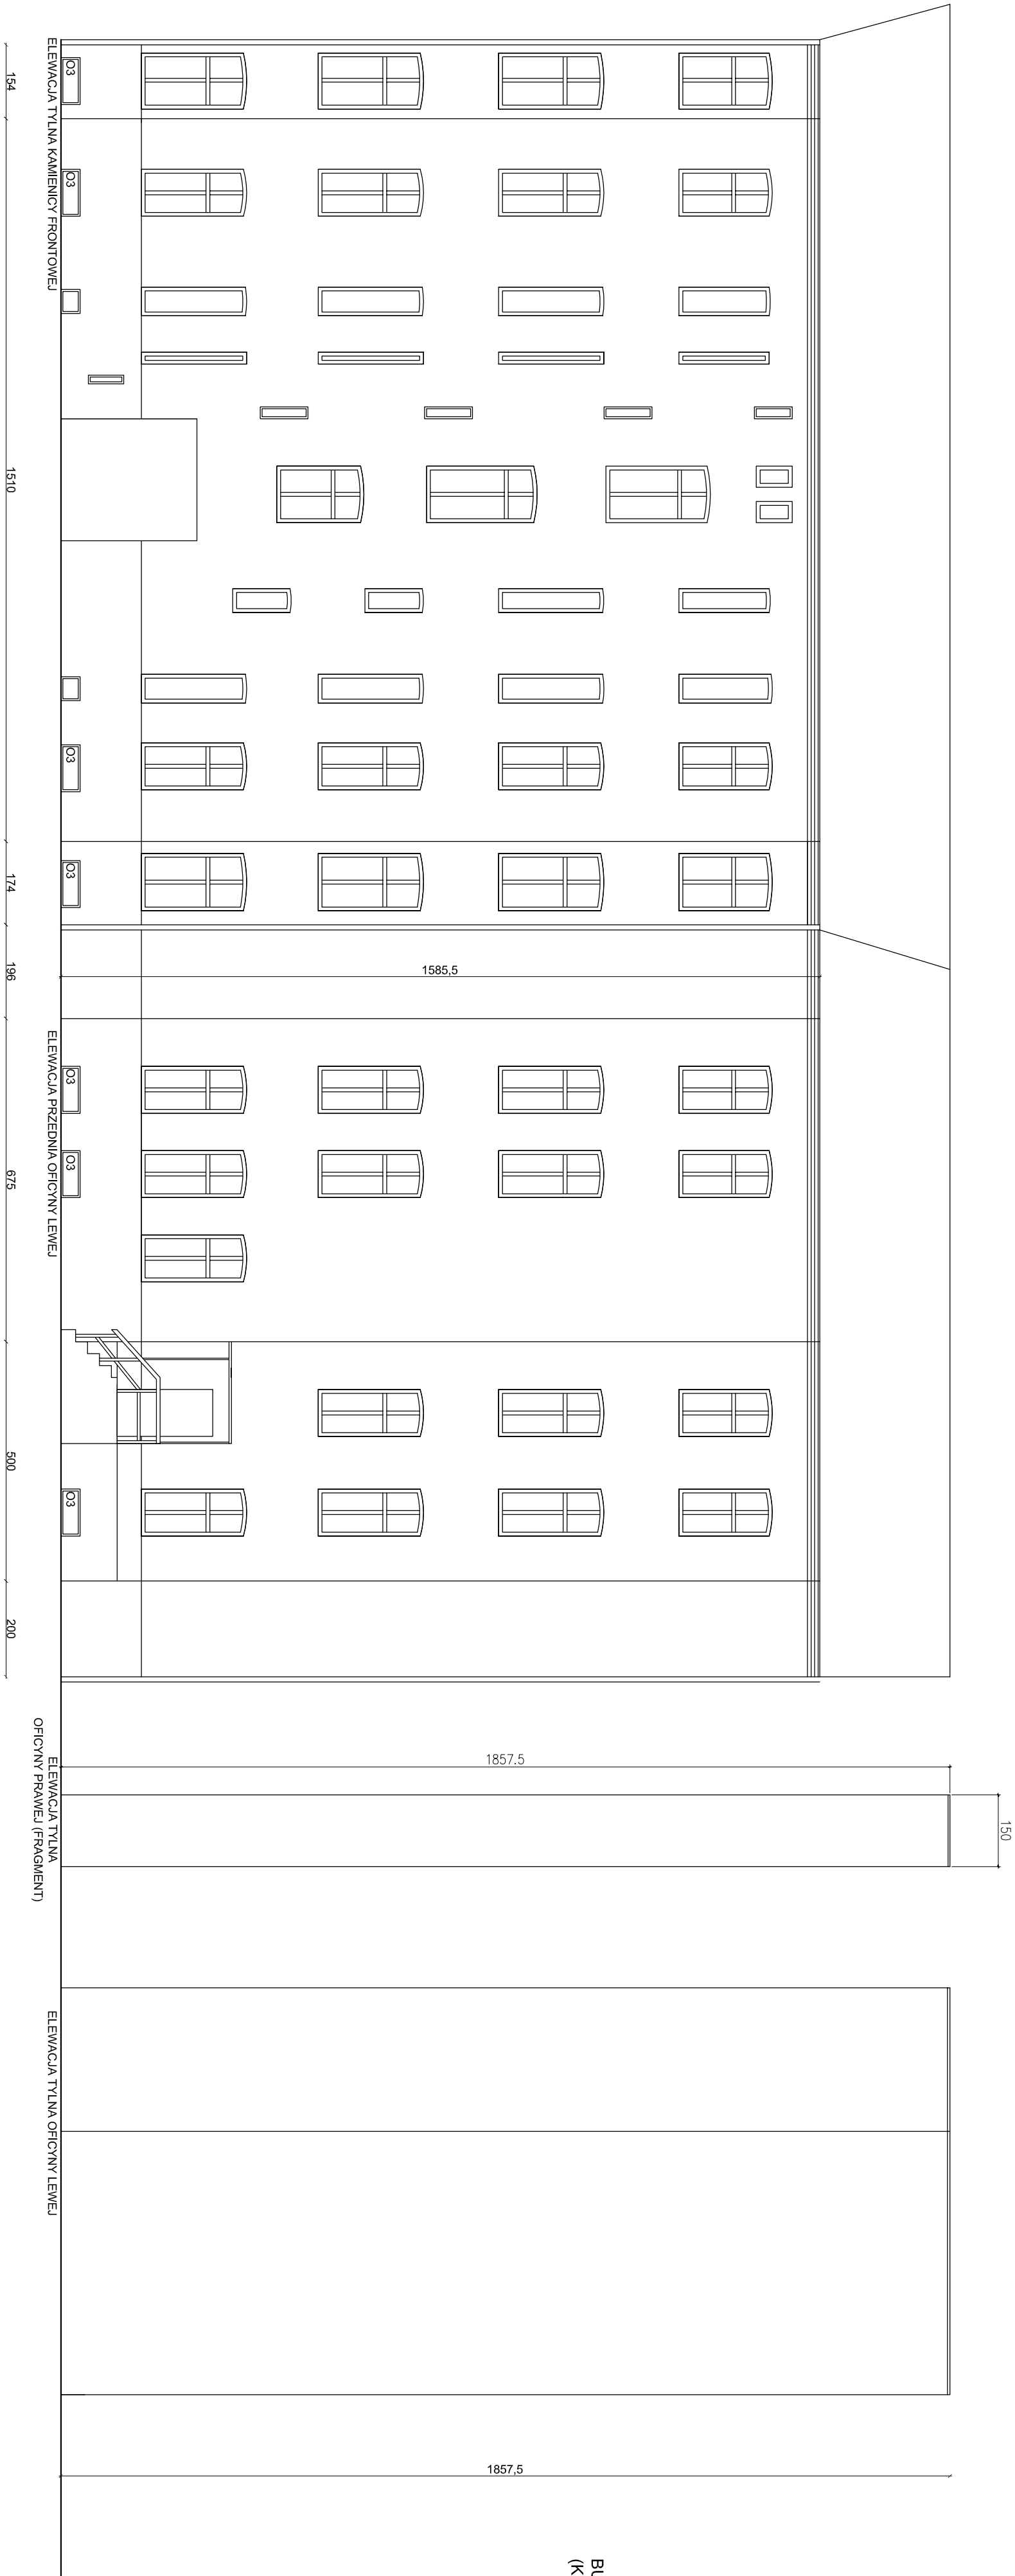 150
BU
(K
1585,5
1857.5
1857,5
O3
O3
O3
O3
O3
O3
O3
ELEWACJA TYLNA KAMIENICY FRONTOWEJ
ELEWACJA PRZEDNIA OFICYNY LEWEJ
ELEWACJA TYLNA
OFICYNY PRAWEJ (FRAGMENT)
ELEWACJA TYLNA OFICYNY LEWEJ
154
1510
174
196
675
500
200